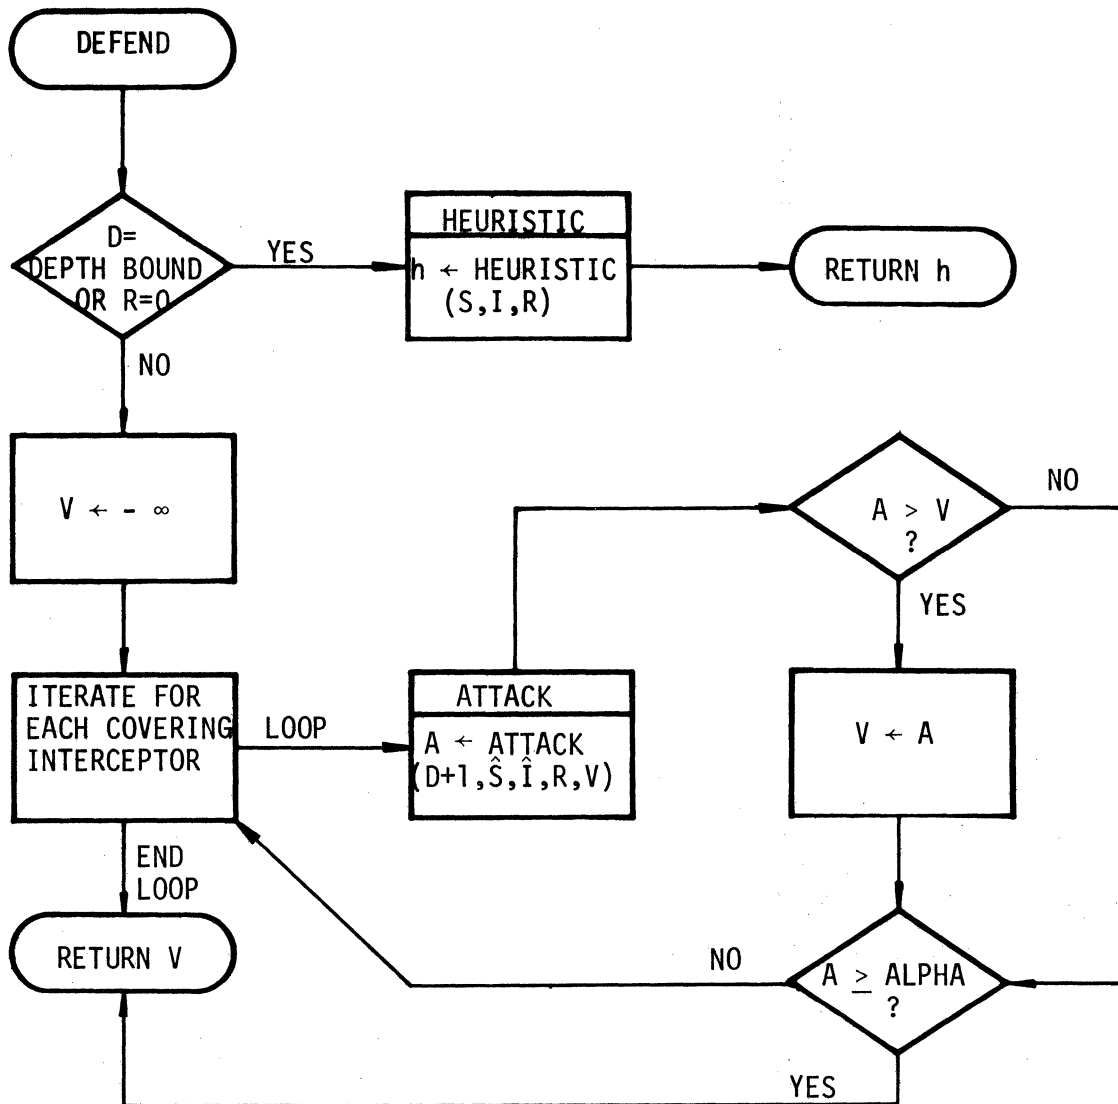 DEFEND
D=
DEPTH BOUND
OR R=0
YES
HEURISTIC
h ← HEURISTIC
(S,I,R)
RETURN h
NO
V ← - ∞
A > V
?
NO
YES
ITERATE FOR
EACH COVERING
INTERCEPTOR
LOOP
ATTACK
A ← ATTACK
(D+1,Ŝ,Î,R,V)
V ← A
END
LOOP
RETURN V
NO
A ≥ ALPHA
?
YES